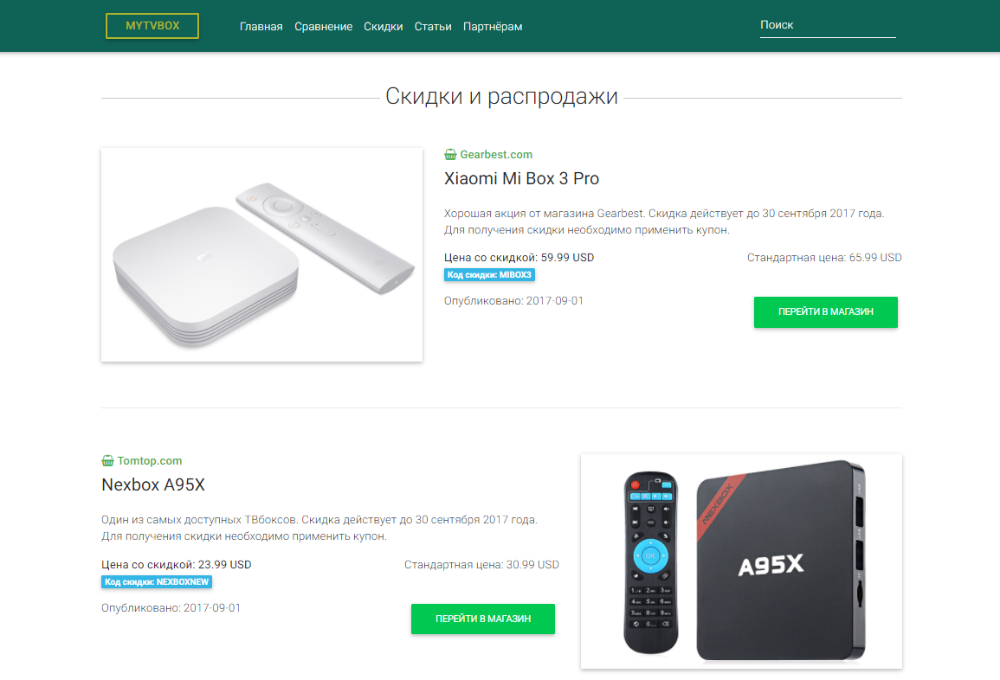 MYTVBOX
Главная Сравнение Скидки Статьи Партнёрам
Поиск
Скидки и распродажи
Gearbest.com
Xiaomi Mi Box 3 Pro
Хорошая акция от магазина Gearbest. Скидка действует до 30 сентября 2017 года.
Для получения скидки необходимо применить купон.
Цена со скидкой: 59.99 USD
Стандартная цена: 65.99 USD
Код скидки: MIBOX3
Опубликовано: 2017-09-01
ПЕРЕЙТИ В МАГАЗИН
Tomtop.com
Nexbox A95X
Один из самых доступных ТВбоксов. Скидка действует до 30 сентября 2017 года.
Для получения скидки необходимо применить купон.
Цена со скидкой: 23.99 USD
Стандартная цена: 30.99 USD
Код скидки: NEXBOXNEW
Опубликовано: 2017-09-01
ПЕРЕЙТИ В МАГАЗИН
NEXBOX
A95X
OK